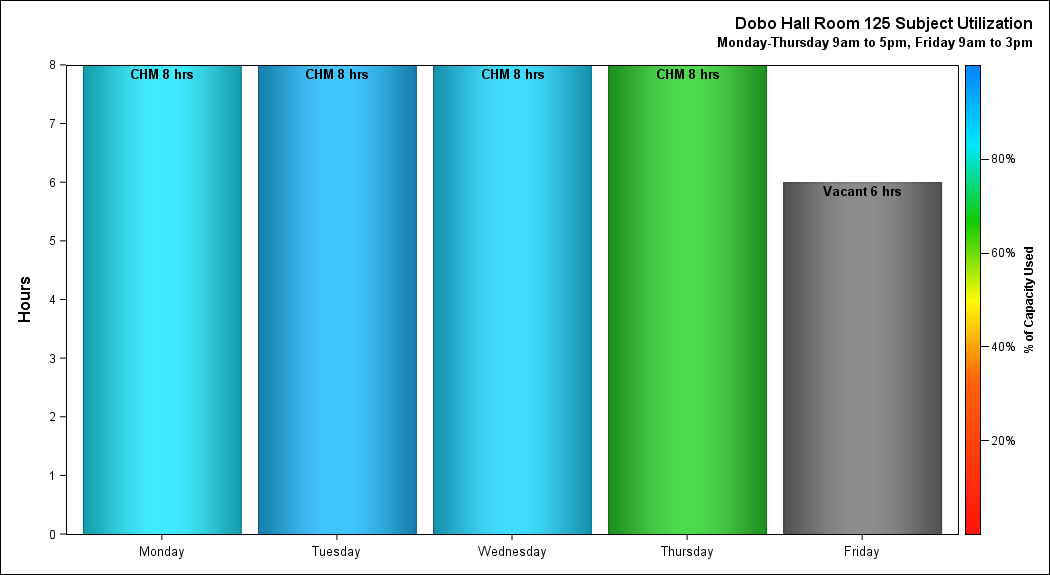 Dobo Hall Room 125 Subject Utilization
Monday-Thursday 9am to 5pm, Friday 9am to 3pm
CHM 8 hrs
CHM 8 hrs
CHM 8 hrs
CHM 8 hrs
Vacant 6 hrs
8
7
6
5
4
3
2
1
0
Hours
Monday
Tuesday
Wednesday
Thursday
Friday
80%
60%
40%
20%
% of Capacity Used